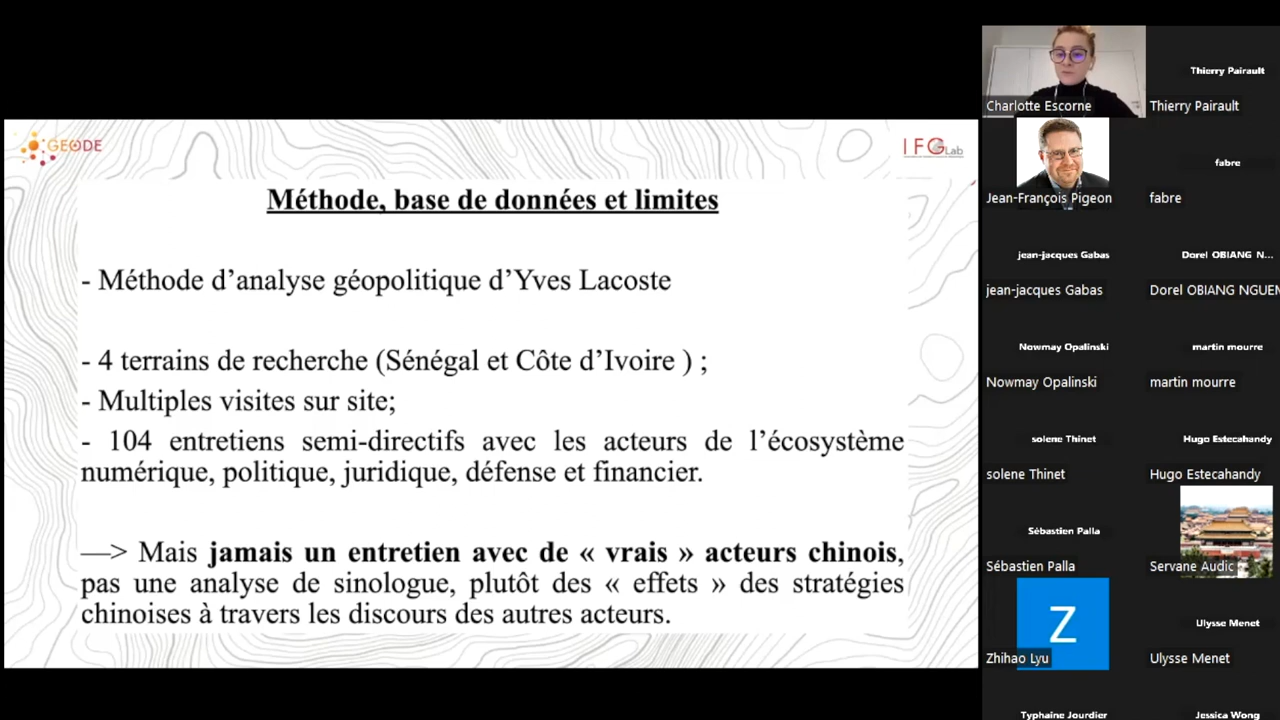 GEODE
IFG Lab
Méthode, base de données et limites
- Méthode d’analyse géopolitique d’Yves Lacoste
- 4 terrains de recherche (Sénégal et Côte d’Ivoire ) ;
- Multiples visites sur site;
- 104 entretiens semi-directifs avec les acteurs de l’écosystème
numérique, politique, juridique, défense et financier.
—> Mais jamais un entretien avec de « vrais » acteurs chinois,
pas une analyse de sinologue, plutôt des « effets » des stratégies
chinoises à travers les discours des autres acteurs.
Charlotte Escorne
Thierry Pairault
Thierry Pairault
Jean-François Pigeon
fabre
fabre
jean-jacques Gabas
jean-jacques Gabas
Dorel OBIANG N...
Dorel OBIANG NGUEM
Nowmay Opalinski
Nowmay Opalinski
martin mourre
martin mourre
solene Thinet
solene Thinet
Hugo Estecahandy
Hugo Estecahandy
Sébastien Palla
Sébastien Palla
Servane Audic
Z
Zhihao Lyu
Ulysse Menet
Ulysse Menet
Typhaine Jourdier
Jessica Wong